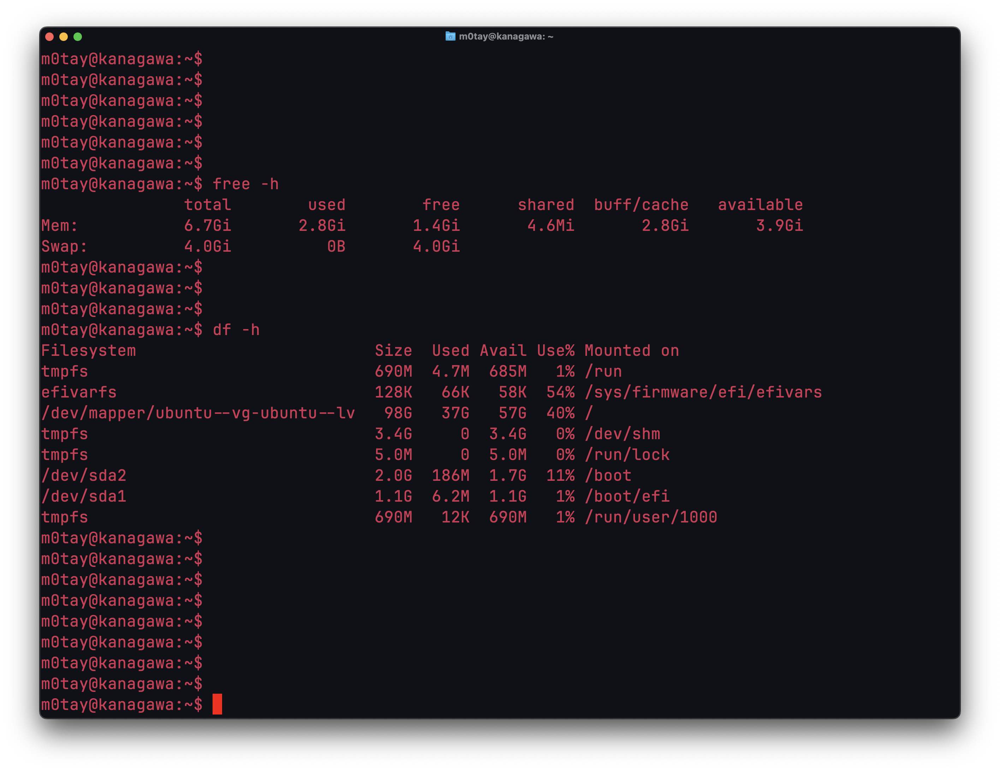 m0tay@kanagawa: ~
m0tay@kanagawa:~$
m0tay@kanagawa:~$
m0tay@kanagawa:~$
m0tay@kanagawa:~$
m0tay@kanagawa:~$
m0tay@kanagawa:~$
m0tay@kanagawa:~$ free -h
               total        used        free      shared  buff/cache   available
Mem:           6.7Gi       2.8Gi       1.4Gi       4.6Mi       2.8Gi       3.9Gi
Swap:          4.0Gi          0B       4.0Gi
m0tay@kanagawa:~$
m0tay@kanagawa:~$
m0tay@kanagawa:~$
m0tay@kanagawa:~$ df -h
Filesystem                         Size  Used Avail Use% Mounted on
tmpfs                              690M  4.7M  685M   1% /run
efivarfs                           128K   66K   58K  54% /sys/firmware/efi/efivars
/dev/mapper/ubuntu--vg-ubuntu--lv   98G   37G   57G  40% /
tmpfs                              3.4G     0  3.4G   0% /dev/shm
tmpfs                              5.0M     0  5.0M   0% /run/lock
/dev/sda2                          2.0G  186M  1.7G  11% /boot
/dev/sda1                          1.1G  6.2M  1.1G   1% /boot/efi
tmpfs                              690M   12K  690M   1% /run/user/1000
m0tay@kanagawa:~$
m0tay@kanagawa:~$
m0tay@kanagawa:~$
m0tay@kanagawa:~$
m0tay@kanagawa:~$
m0tay@kanagawa:~$
m0tay@kanagawa:~$
m0tay@kanagawa:~$
m0tay@kanagawa:~$